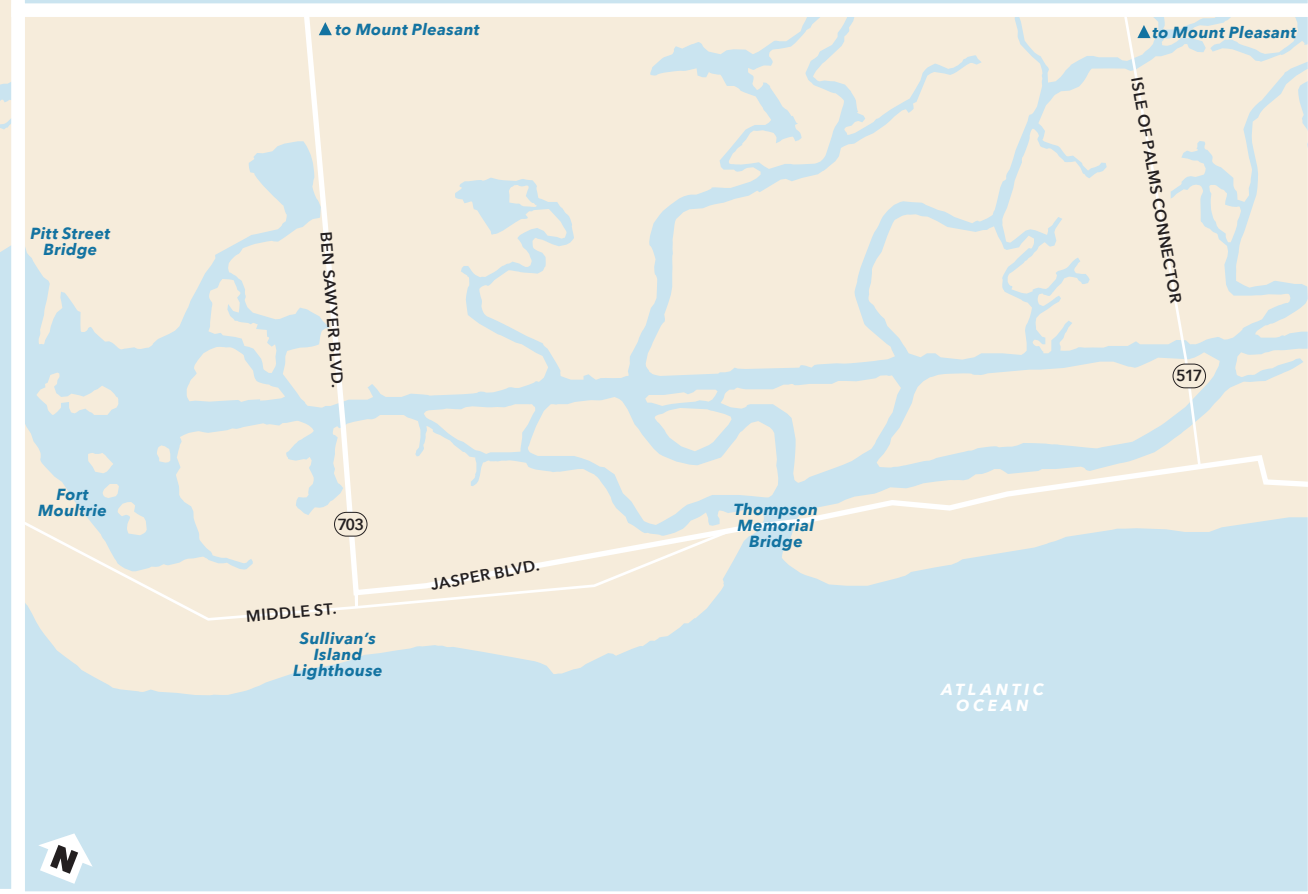 ▲ to Mount Pleasant
▲ to Mount Pleasant
ISLE OF PALMS CONNECTOR
Pitt Street
Bridge
BEN SAWYER BLVD.
517
Fort
Moultrie
703
Thompson
Memorial
Bridge
JASPER BLVD.
MIDDLE ST.
Sullivan’s
Island
Lighthouse
ATLANTIC
OCEAN
N